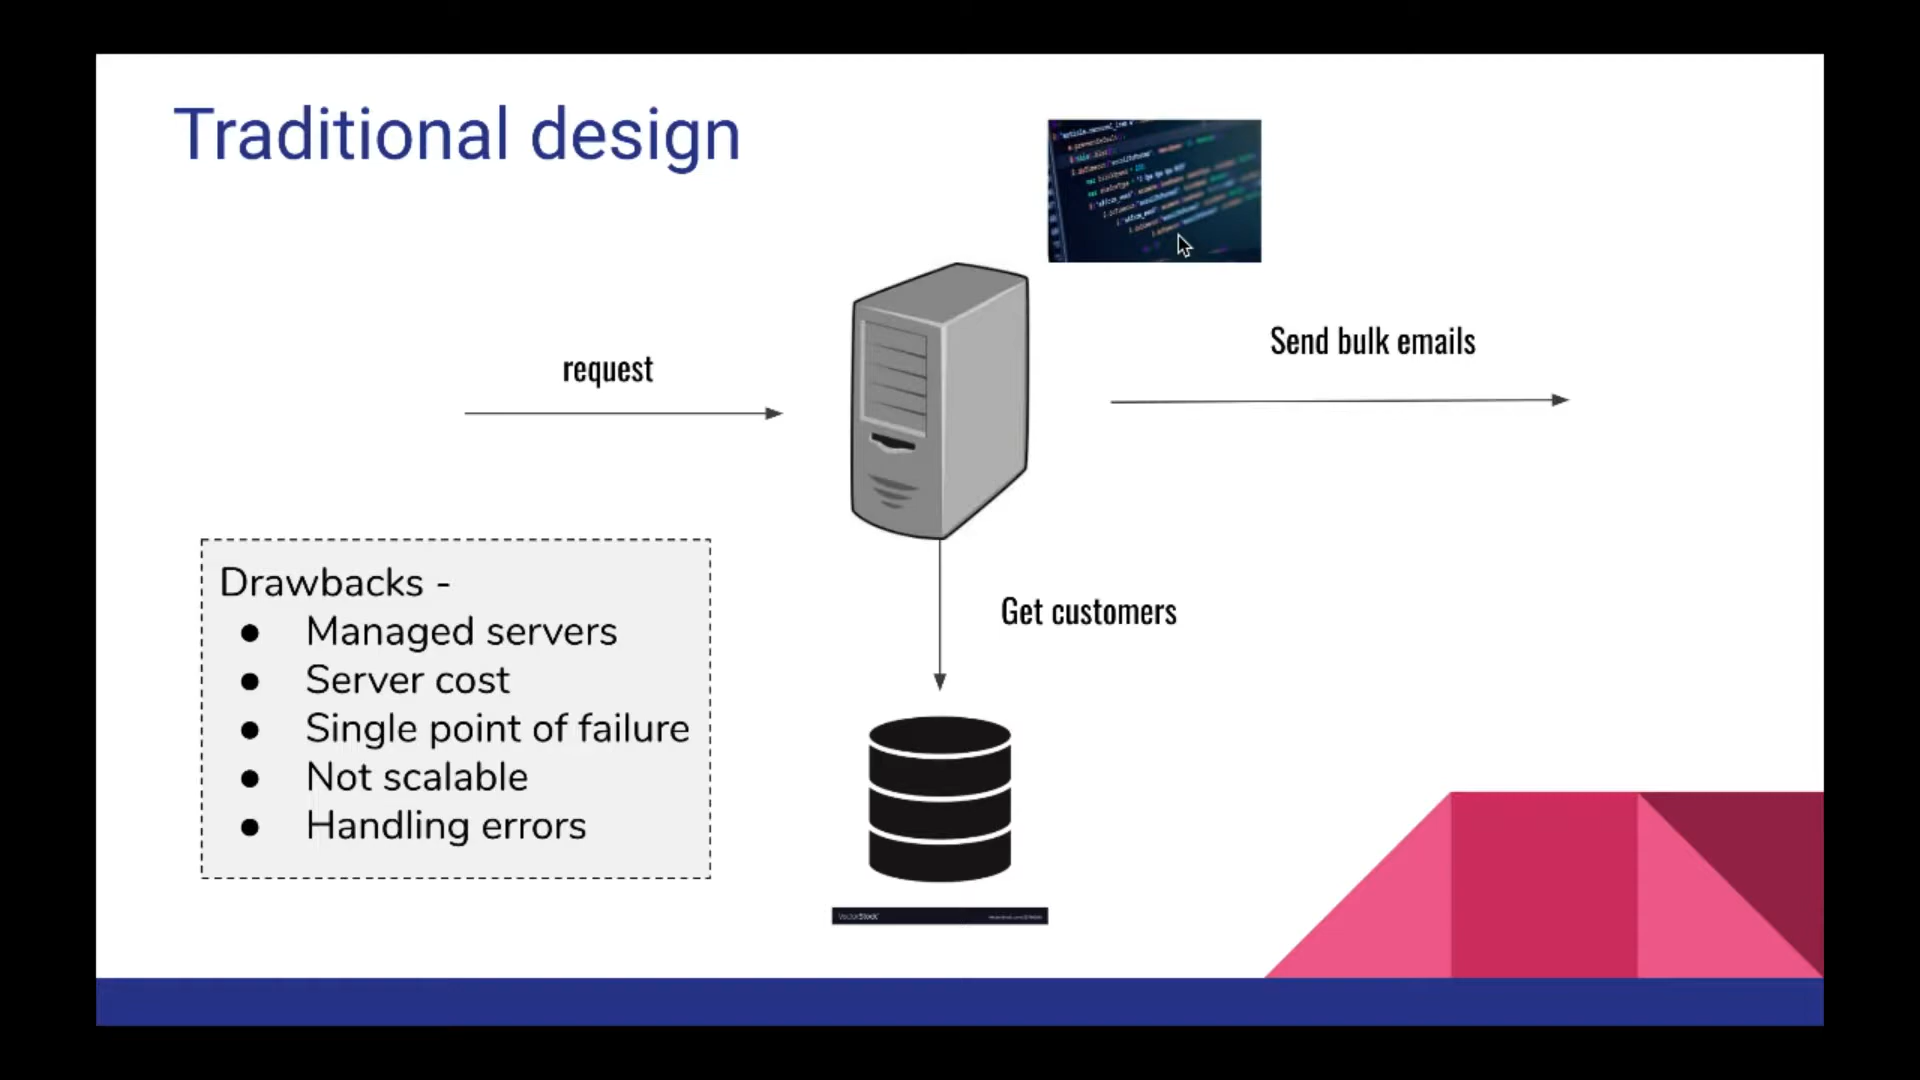 Traditional design
request
Send bulk emails
Get customers
Drawbacks -
● Managed servers
● Server cost
● Single point of failure
● Not scalable
● Handling errors
VectorStock